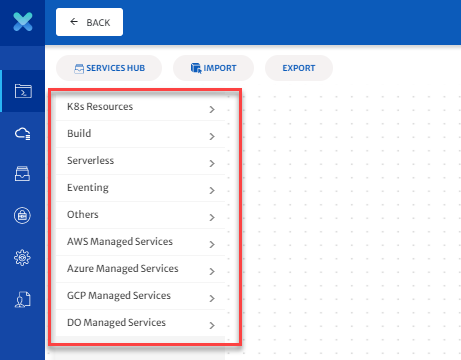 BACK
SERVICES HUB
IMPORT
EXPORT
K8s Resources
Build
Serverless
Eventing
Others
AWS Managed Services
Azure Managed Services
GCP Managed Services
DO Managed Services